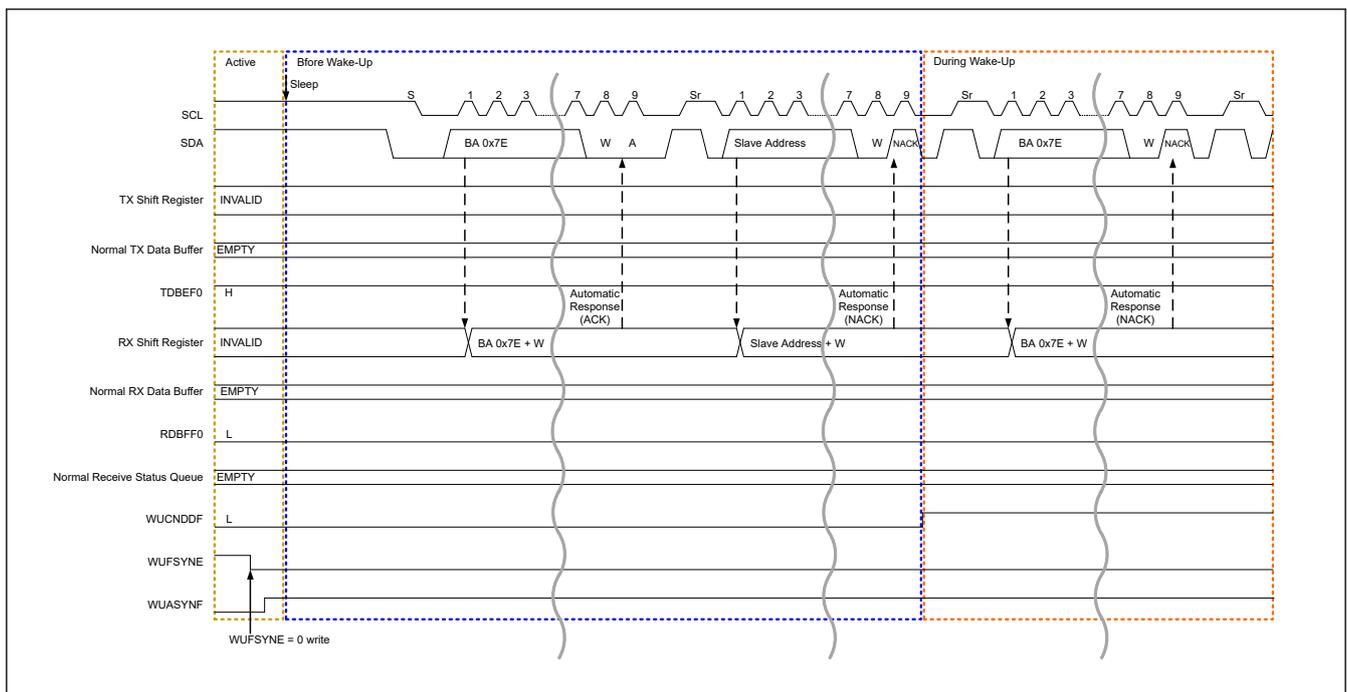 Active
Bfore Wake-Up
During Wake-Up
Sleep
SCL
S 1 2 3 7 8 9 Sr 1 2 3 7 8 9 Sr 1 2 3 7 8 9 Sr
SDA
BA 0x7E W A Slave Address W NACK BA 0x7E W NACK
TX Shift Register INVALID
Normal TX Data Buffer EMPTY
TDBEF0 H
Automatic
Response
(ACK)
Automatic
Response
(NACK)
Automatic
Response
(NACK)
RX Shift Register INVALID BA 0x7E + W Slave Address + W BA 0x7E + W
Normal RX Data Buffer EMPTY
RDBFF0 L
Normal Receive Status Queue EMPTY
WUCNDDF L
WUFSYNE
WUASYNF
WUFSYNE = 0 write